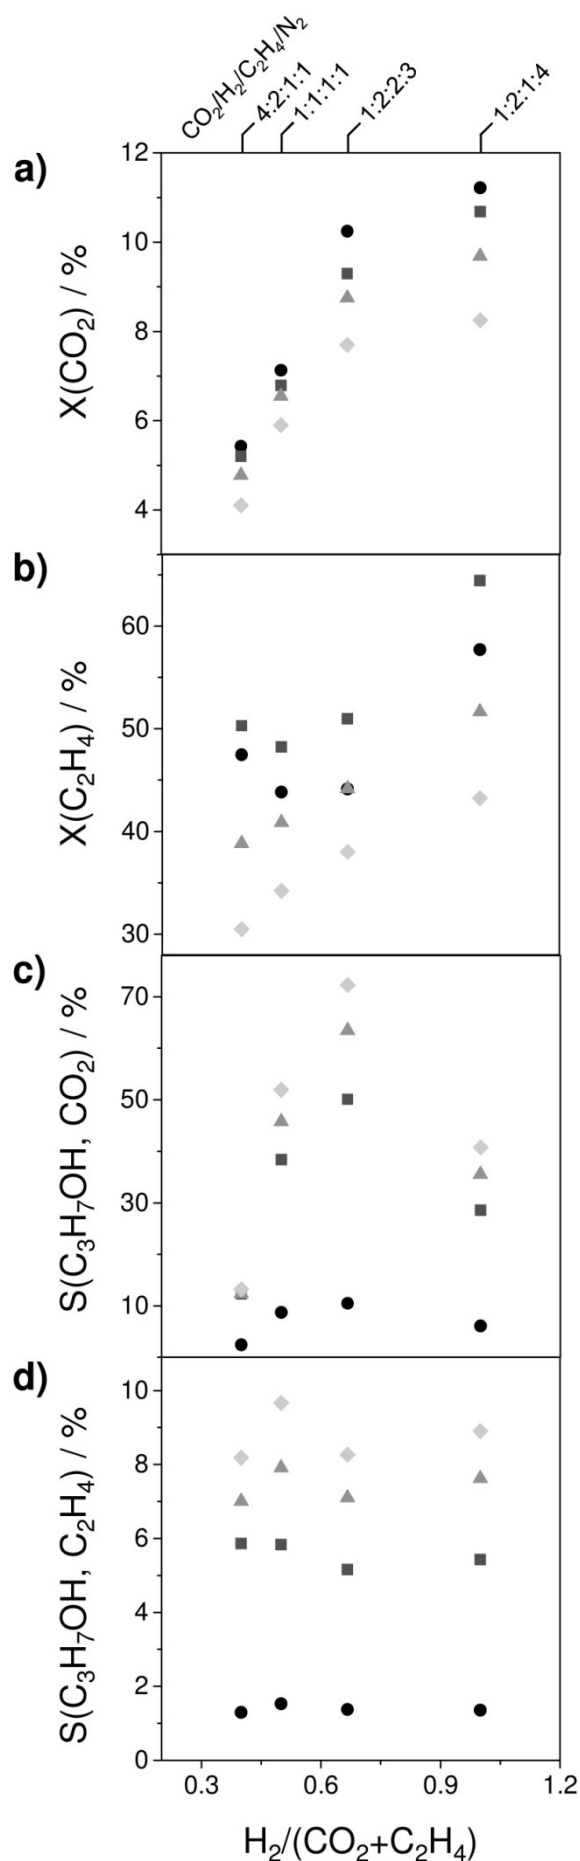 CO₂/H₂/C₂H₄/N₂
4:2:1:1
1:1:1:1
1:2:2:3
1:2:1:4
a)
X(CO₂) / %
12
10
8
6
4
b)
X(C₂H₄) / %
60
50
40
30
c)
S(C₃H₇OH, CO₂) / %
70
50
30
10
d)
S(C₃H₇OH, C₂H₄) / %
10
8
6
4
2
0
0.3 0.6 0.9 1.2
H₂/(CO₂+C₂H₄)